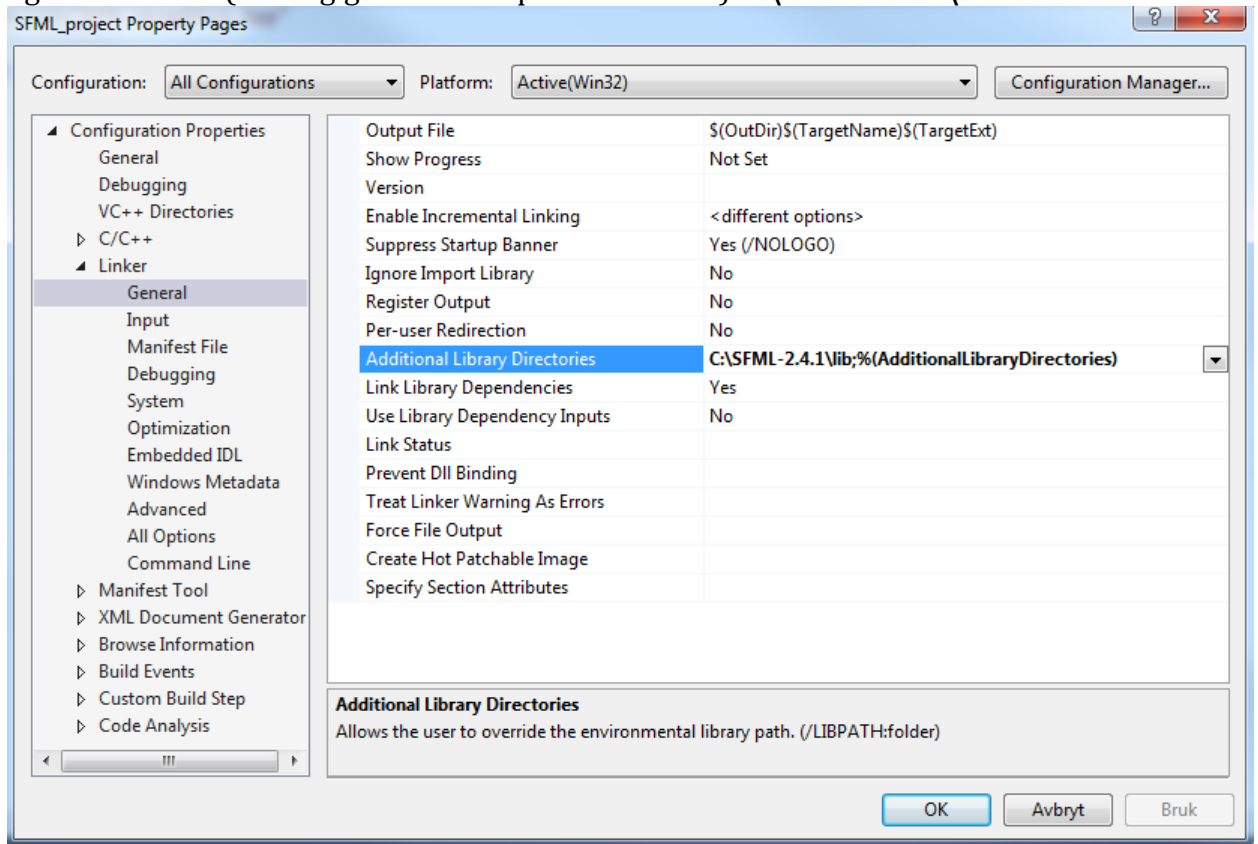 SFML_project Property Pages
Configuration: All Configurations Platform: Active(Win32) Configuration Manager...
Configuration Properties
General
Debugging
VC++ Directories
C/C++
Linker
General
Input
Manifest File
Debugging
System
Optimization
Embedded IDL
Windows Metadata
Advanced
All Options
Command Line
Manifest Tool
XML Document Generator
Browse Information
Build Events
Custom Build Step
Code Analysis
Output File $(OutDir)$(TargetName)$(TargetExt)
Show Progress Not Set
Version
Enable Incremental Linking <different options>
Suppress Startup Banner Yes (/NOLOGO)
Ignore Import Library No
Register Output No
Per-user Redirection No
Additional Library Directories C:\SFML-2.4.1\lib;%(AdditionalLibraryDirectories)
Link Library Dependencies Yes
Use Library Dependency Inputs No
Link Status
Prevent Dll Binding
Treat Linker Warning As Errors
Force File Output
Create Hot Patchable Image
Specify Section Attributes
Additional Library Directories
Allows the user to override the environmental library path. (/LIBPATH:folder)
OK Avbryt Bruk